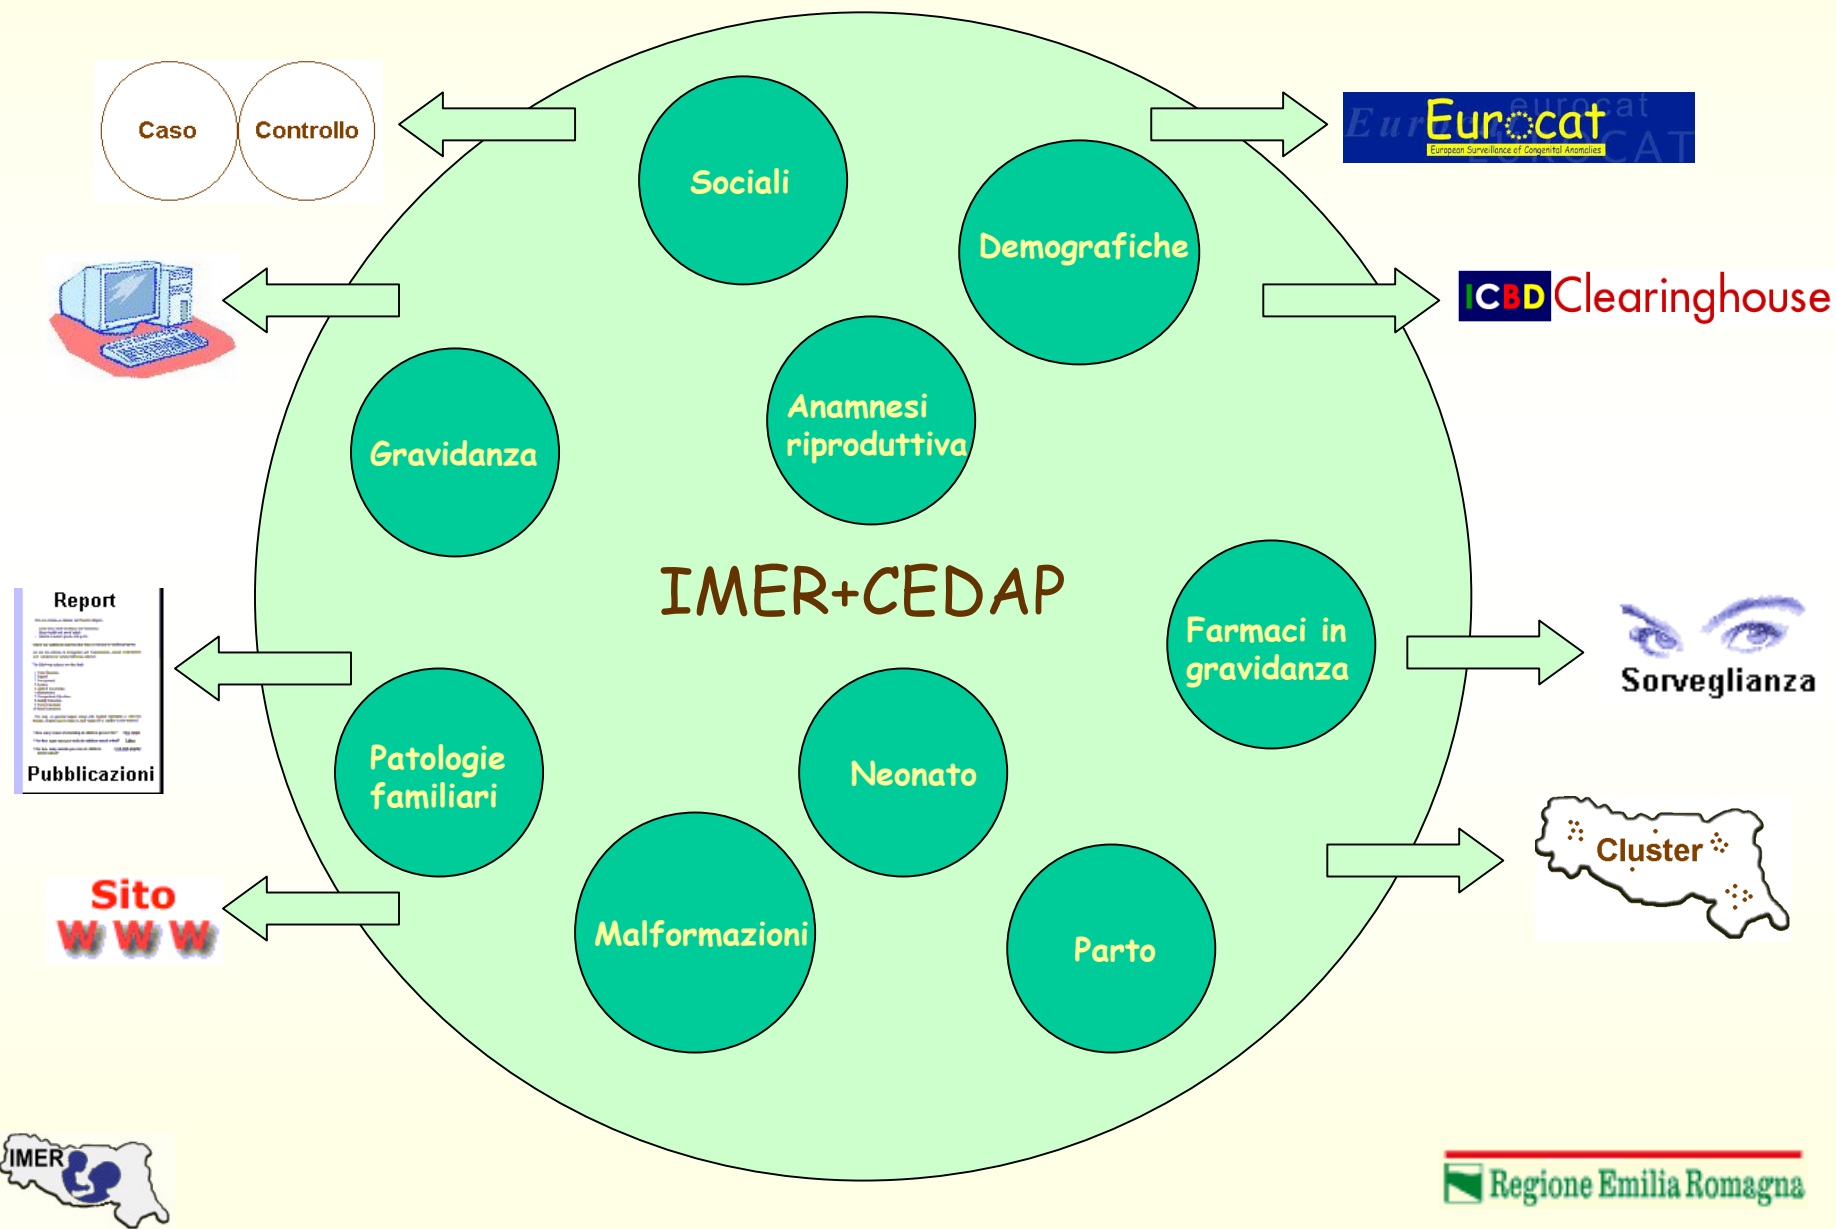 Caso
Controllo
Eurocat
European Surveillance of Congenital Anomalies
Sociali
Demografiche
ICBD Clearinghouse
Anamnesi
riproduttiva
Gravidanza
IMER+CEDAP
Report
Pubblicazioni
Farmaci in
gravidanza
Sorveglianza
Patologie
familiari
Neonato
Cluster
Sito
WWW
Malformazioni
Parto
IMER
Regione Emilia Romagna